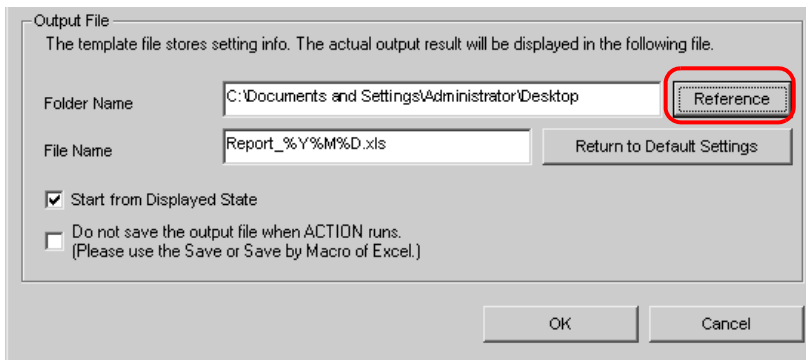 Output File
The template file stores setting info. The actual output result will be displayed in the following file.
Folder Name
C:\Documents and Settings\Administrator\Desktop
Reference
File Name
Report_%Y%M%D.xls
Return to Default Settings
Start from Displayed State
Do not save the output file when ACTION runs.
(Please use the Save or Save by Macro of Excel.)
OK
Cancel